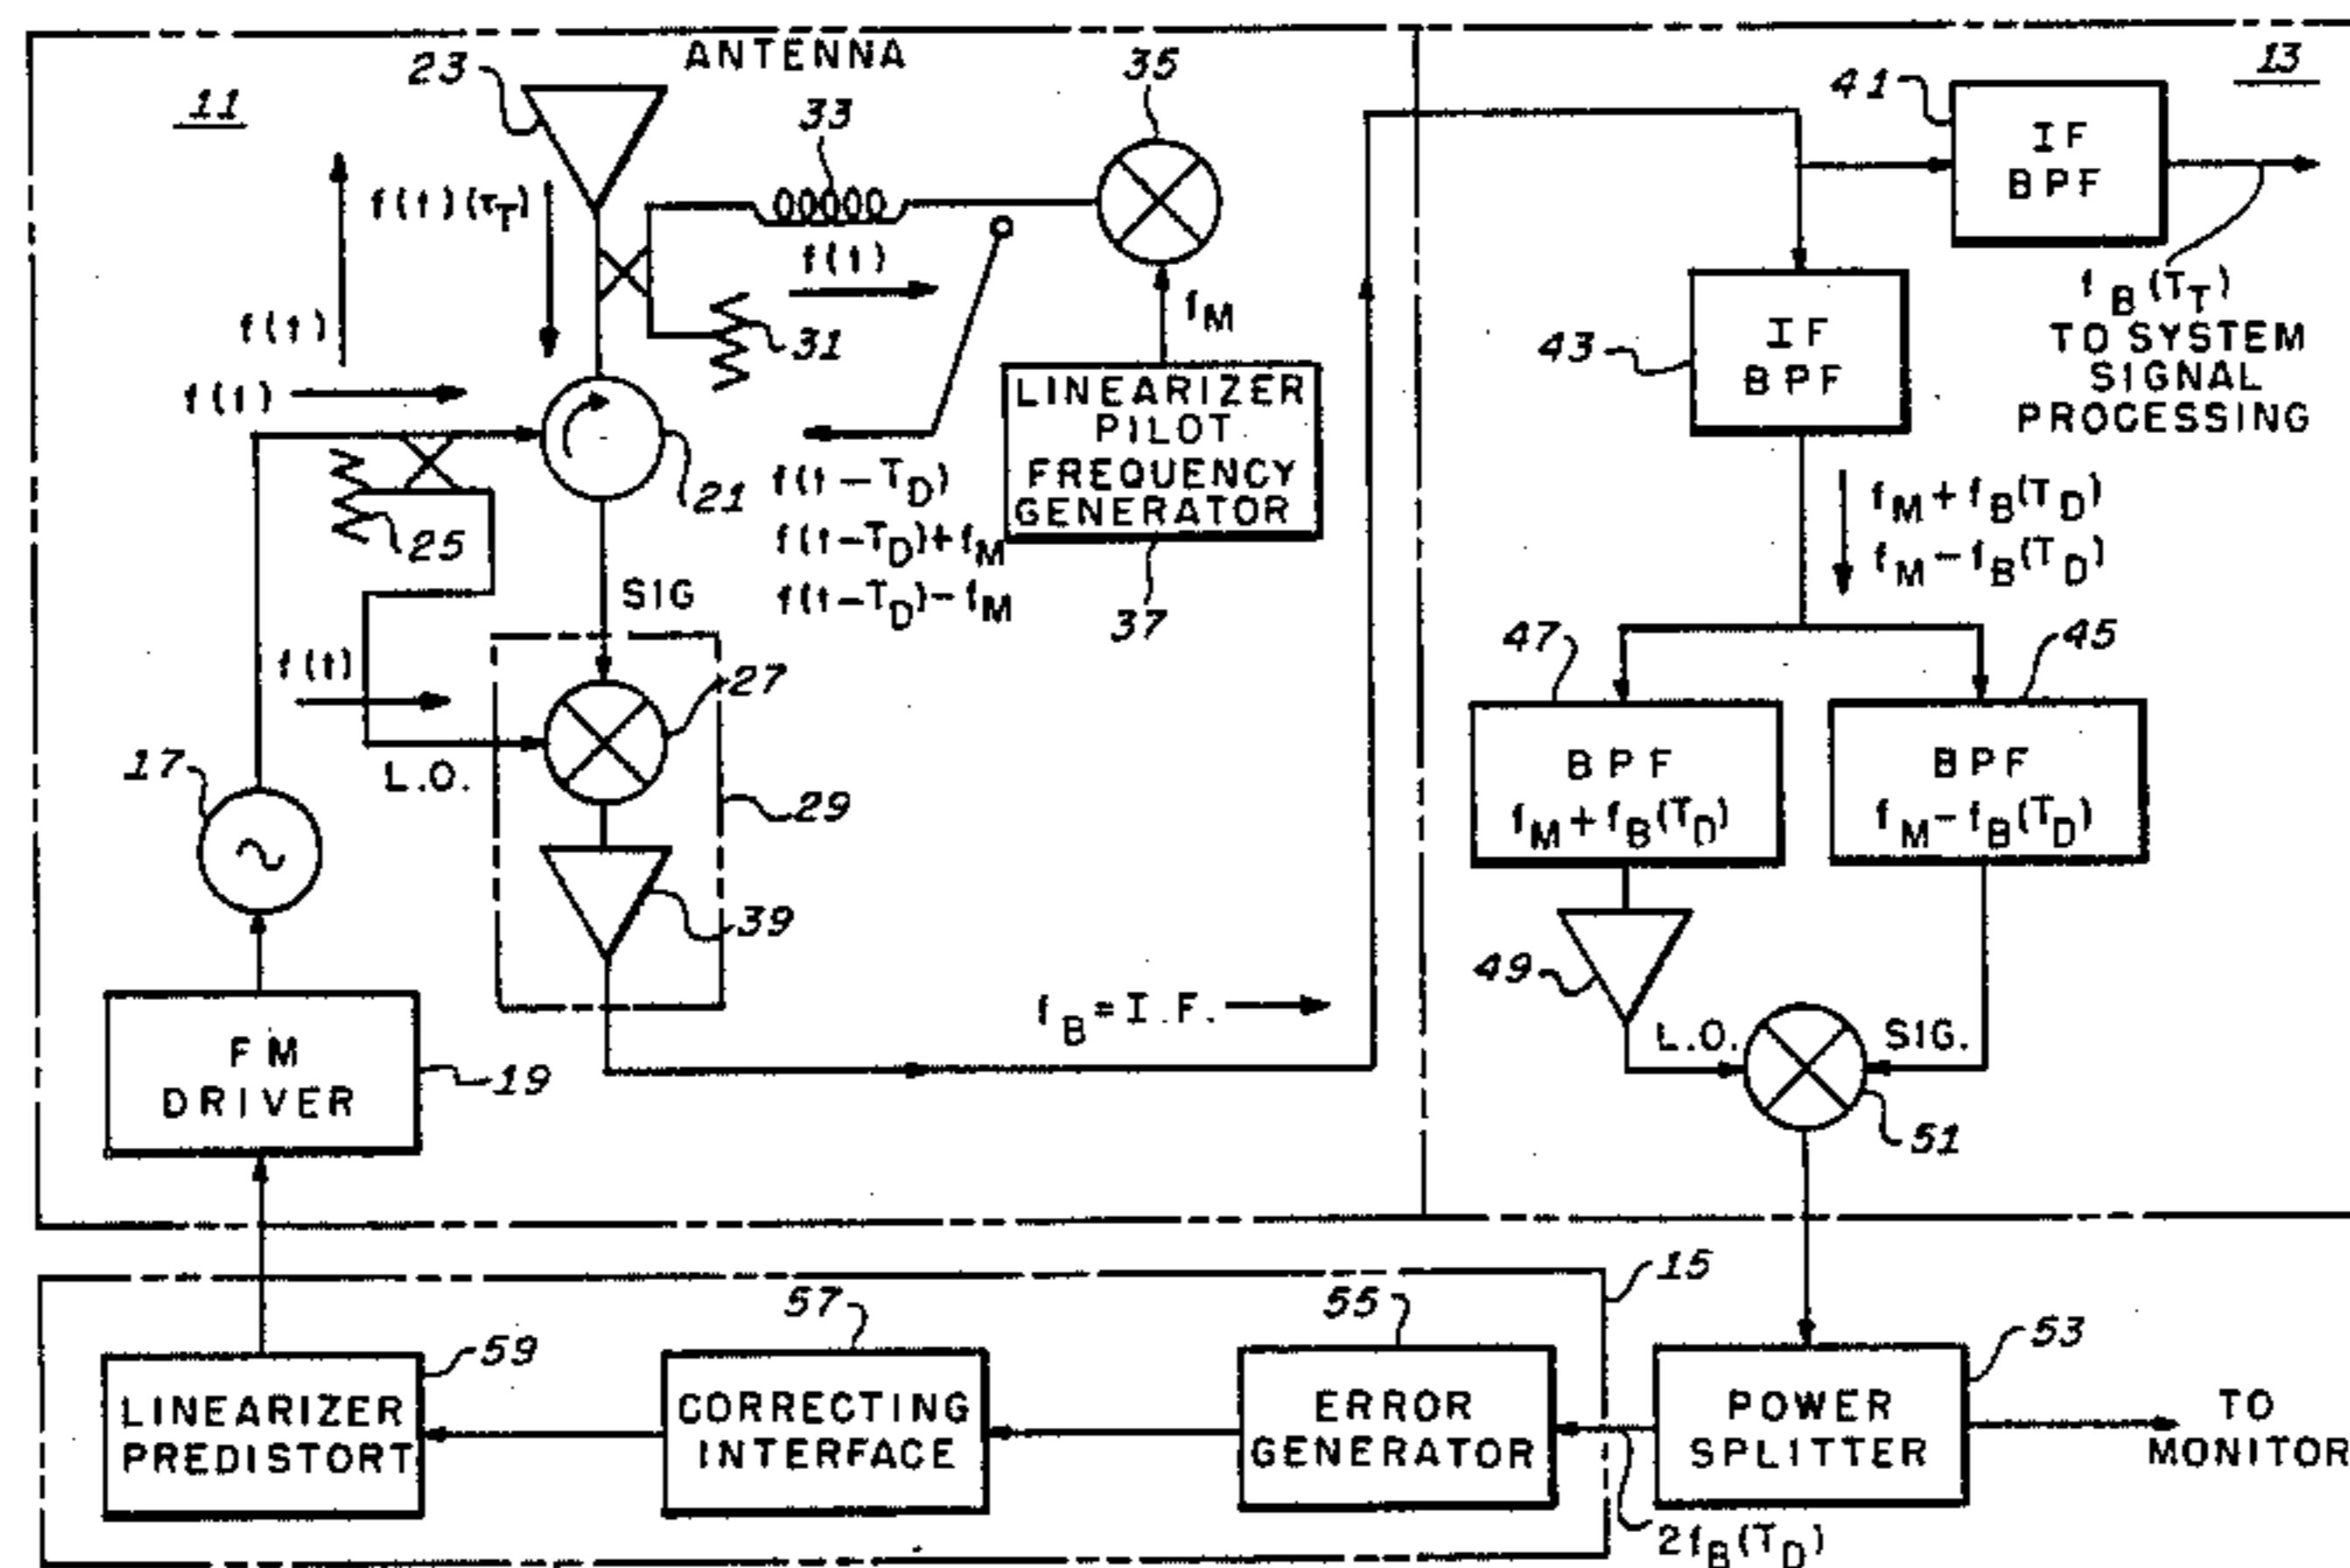 ANTENNA
11
23
33
35
f(t)(τT)
f(t)
f(t)
f(t)
31
fM
LINEARIZER
PILOT
FREQUENCY
GENERATOR
37
21
25
f(t-TD)
f(t-TD)+fM
f(t-TD)-fM
SIG
f(t)
27
L.O.
29
17
39
fB=I.F.
FM
DRIVER
19
13
41
IF
BPF
fB(TT)
TO SYSTEM
SIGNAL
PROCESSING
43
IF
BPF
fM+fB(TD)
fM-fB(TD)
47
45
BPF
fM+fB(TD)
BPF
fM-fB(TD)
49
L.O.
SIG.
51
15
57
55
53
59
LINEARIZER
PREDISTORT
CORRECTING
INTERFACE
ERROR
GENERATOR
POWER
SPLITTER
TO
MONITOR
2fB(TD)